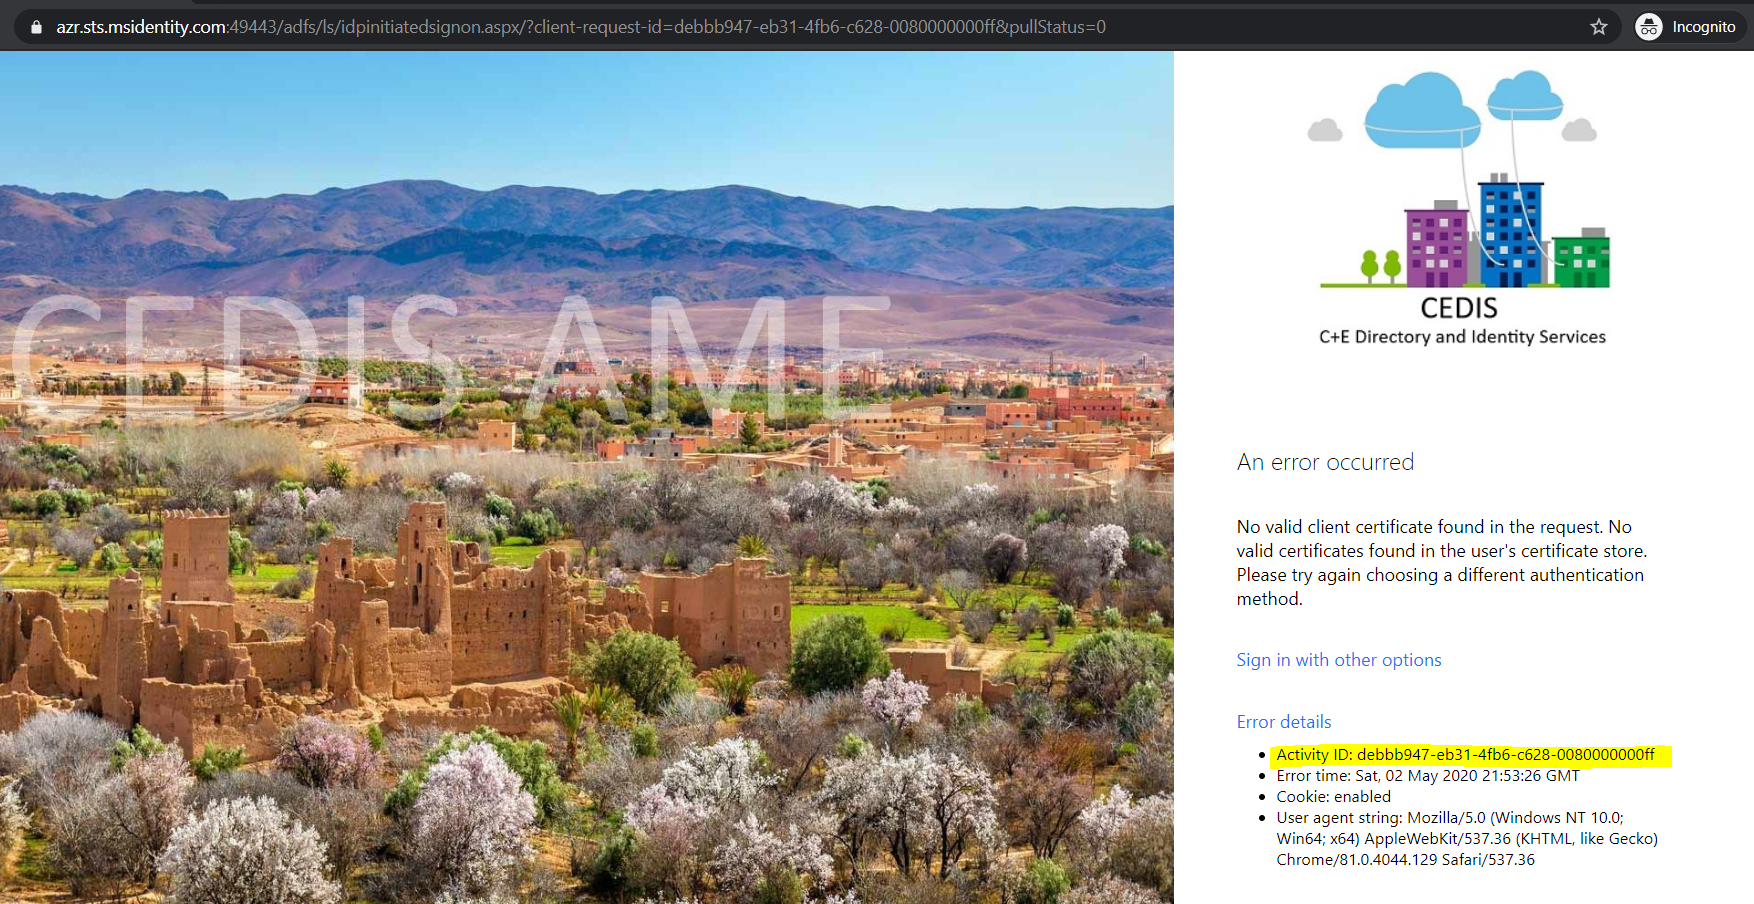 azr.sts.msidentity.com:49443/adfs/ls/idpinitiatedsignon.aspx/?client-request-id=debbb947-eb31-4fb6-c628-0080000000ff&pullStatus=0
Incognito
CEDIS AME
CEDIS
C+E Directory and Identity Services
An error occurred
No valid client certificate found in the request. No
valid certificates found in the user's certificate store.
Please try again choosing a different authentication
method.
Sign in with other options
Error details
• Activity ID: debbb947-eb31-4fb6-c628-0080000000ff
• Error time: Sat, 02 May 2020 21:53:26 GMT
• Cookie: enabled
• User agent string: Mozilla/5.0 (Windows NT 10.0;
Win64; x64) AppleWebKit/537.36 (KHTML, like Gecko)
Chrome/81.0.4044.129 Safari/537.36